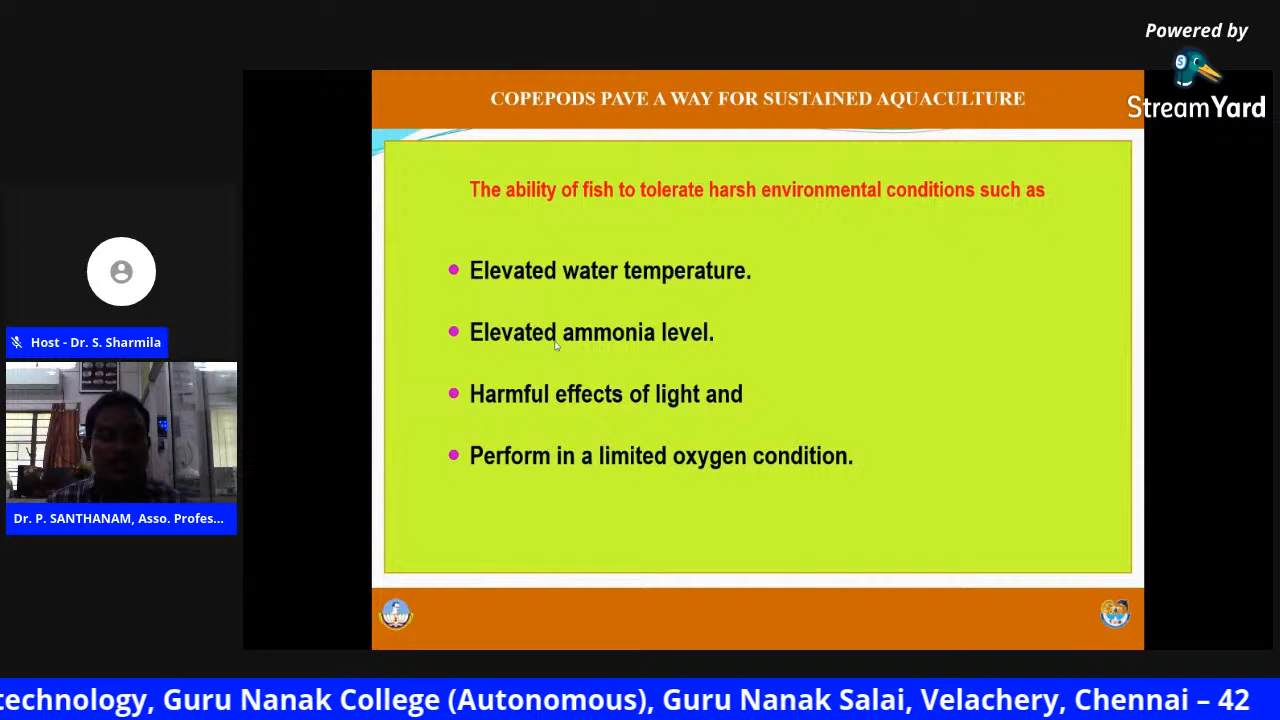 Powered by
StreamYard
COPEPODS PAVE A WAY FOR SUSTAINED AQUACULTURE
The ability of fish to tolerate harsh environmental conditions such as
Elevated water temperature.
Elevated ammonia level.
Harmful effects of light and
Perform in a limited oxygen condition.
Host - Dr. S. Sharmila
Dr. P. SANTHANAM, Asso. Profes...
technology, Guru Nanak College (Autonomous), Guru Nanak Salai, Velachery, Chennai – 42